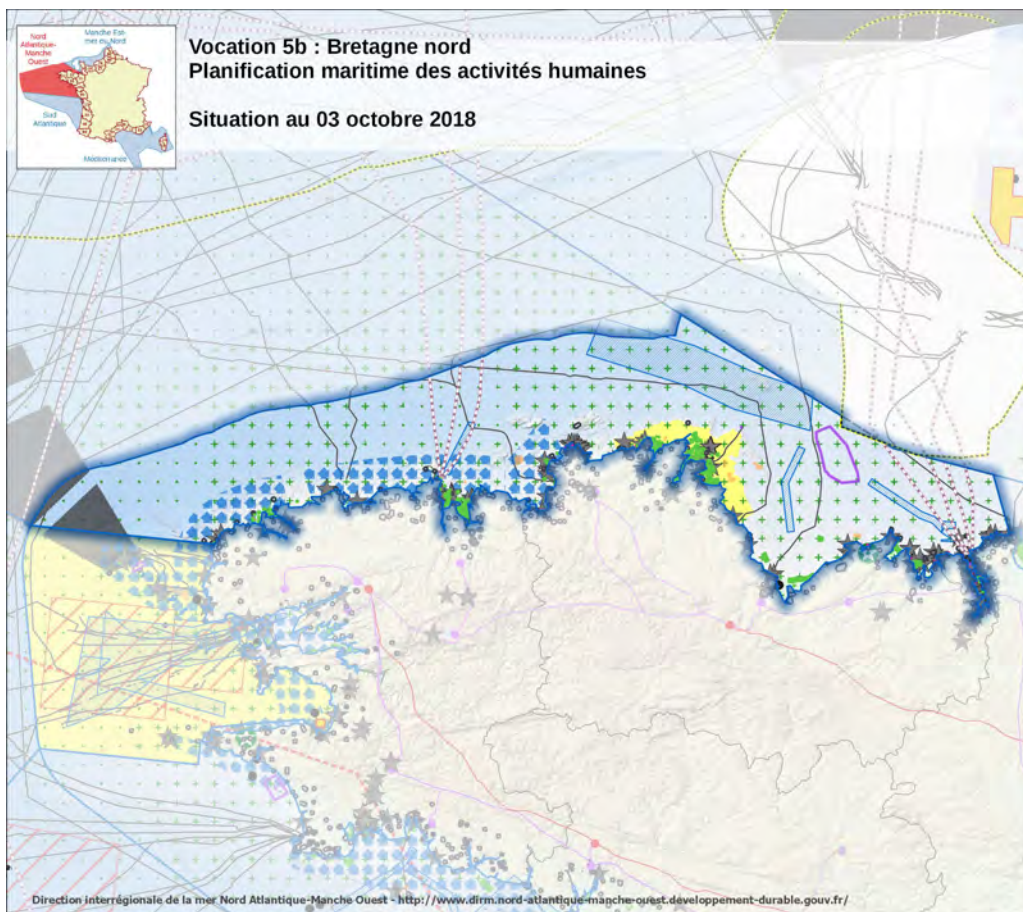 Vocation 5b : Bretagne nord
Planification maritime des activités humaines
Situation au 03 octobre 2018
Nord
Atlantique-
Manche
Ouest
Manche Est-
mer du Nord
Sud
Atlantique
Méditerranée
Direction interrégionale de la mer Nord Atlantique-Manche Ouest - http://www.dirm.nord-atlantique-manche-ouest.developpement-durable.gouv.fr/